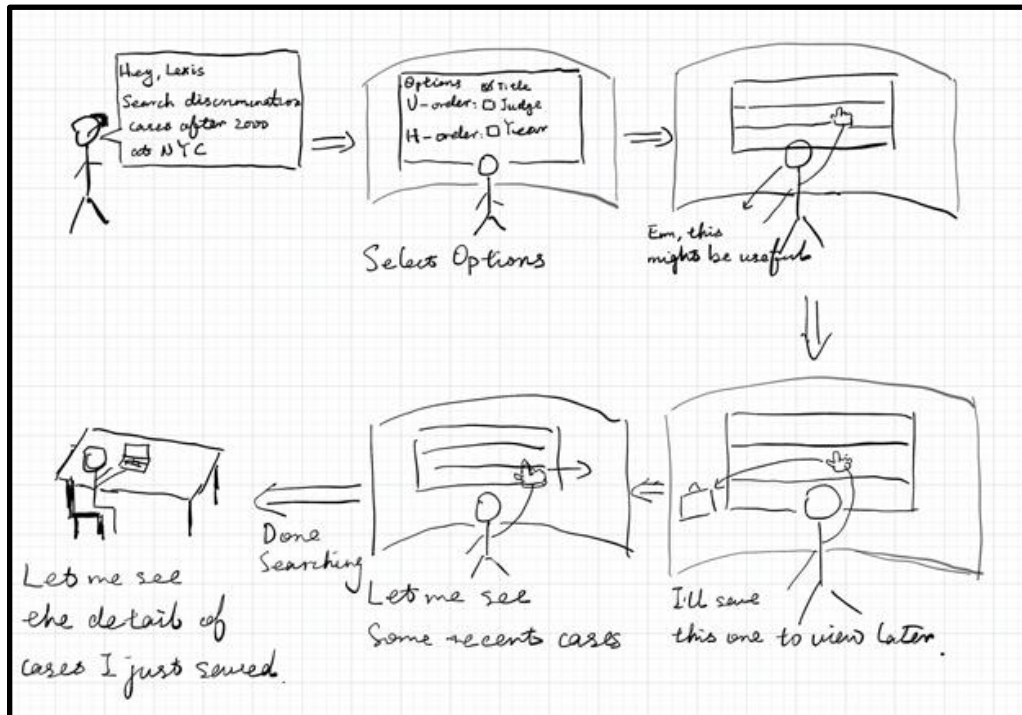 Hey, Lexis
Search discrimination
cases after 2000
at NYC
Options ☑ Title
V-order: ☐ Judge
H-order: ☐ Year
Select Options
Em, this
might be useful
I'll save
this one to view later.
Let me see
Some recents cases
Done
Searching
Let me see
the detail of
cases I just saved.